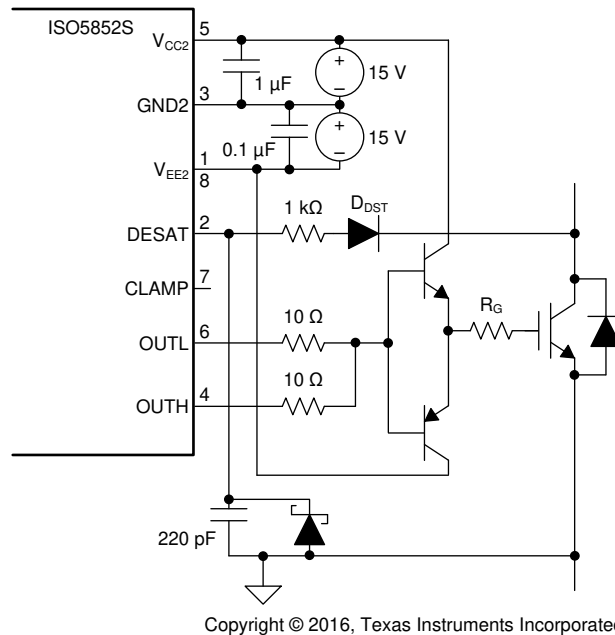 ISO5852S
5
VCC2
15 V
1 µF
3
GND2
15 V
0.1 µF
1
VEE2
8
2
1 kΩ
DDST
DESAT
7
CLAMP
10 Ω
6
OUTL
RG
10 Ω
4
OUTH
220 pF
+
−
+
−
Copyright © 2016, Texas Instruments Incorporated